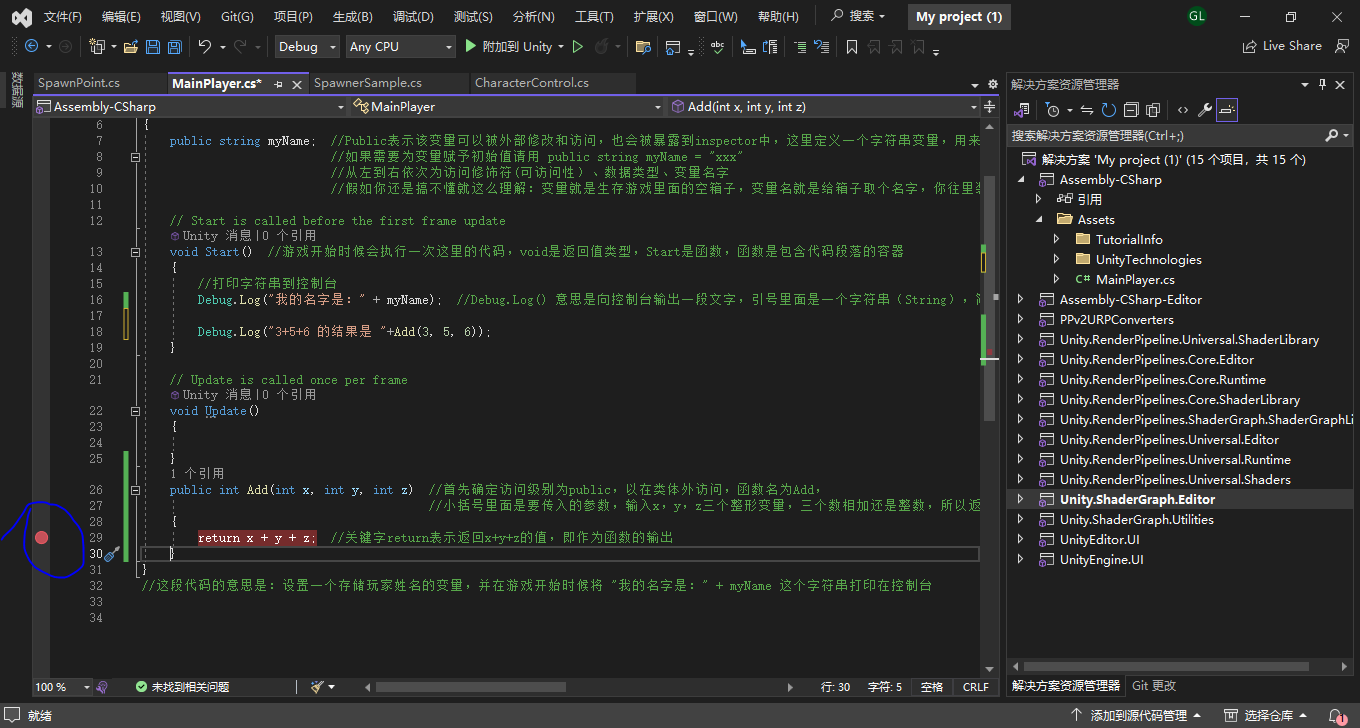 文件(F) 编辑(E) 视图(V) Git(G) 项目(P) 生成(B) 调试(D) 测试(S) 分析(N) 工具(T) 扩展(X) 窗口(W) 帮助(H) 搜索 My project (1) GL
Debug Any CPU 附加到 Unity Live Share
数据源
SpawnPoint.cs MainPlayer.cs* SpawnerSample.cs CharacterControl.cs
Assembly-CSharp MainPlayer Add(int x, int y, int z)
6 {
7 public string myName; //Public表示该变量可以被外部修改和访问，也会被暴露到inspector中，这里定义一个字符串变量，用来
8 //如果需要为变量赋予初始值请用 public string myName = "xxx"
9 //从左到右依次为访问修饰符(可访问性）、数据类型、变量名字
10 //假如你还是搞不懂就这么理解：变量就是生存游戏里面的空箱子，变量名就是给箱子取个名字，你往里
11
12 // Start is called before the first frame update
Unity 消息|0 个引用
13 void Start() //游戏开始时候会执行一次这里的代码，void是返回值类型，Start是函数，函数是包含代码段落的容器
14 {
15 //打印字符串到控制台
16 Debug.Log("我的名字是：" + myName); //Debug.Log() 意思是向控制台输出一段文字，引号里面是一个字符串（String），
17
18 Debug.Log("3+5+6 的结果是 "+Add(3, 5, 6));
19 }
20
21 // Update is called once per frame
Unity 消息|0 个引用
22 void Update()
23 {
24
25 }
1 个引用
26 public int Add(int x, int y, int z) //首先确定访问级别为public，以在类体外访问，函数名为Add，
27 //小括号里面是要传入的参数，输入x，y，z三个整形变量，三个数相加还是整数，所以返
28 {
29 return x + y + z; //关键字return表示返回x+y+z的值，即作为函数的输出
30 }
31 }
32 //这段代码的意思是：设置一个存储玩家姓名的变量，并在游戏开始时候将 "我的名字是：" + myName 这个字符串打印在控制台
33
34
100 % 未找到相关问题 行: 30 字符: 5 空格 CRLF
解决方案资源管理器
搜索解决方案资源管理器(Ctrl+;)
解决方案 'My project (1)' (15 个项目，共 15 个)
Assembly-CSharp
引用
Assets
TutorialInfo
UnityTechnologies
C# MainPlayer.cs
Assembly-CSharp-Editor
PPv2URPConverters
Unity.RenderPipeline.Universal.ShaderLibrary
Unity.RenderPipelines.Core.Editor
Unity.RenderPipelines.Core.Runtime
Unity.RenderPipelines.Core.ShaderLibrary
Unity.RenderPipelines.ShaderGraph.ShaderGraphLi
Unity.RenderPipelines.Universal.Editor
Unity.RenderPipelines.Universal.Runtime
Unity.RenderPipelines.Universal.Shaders
Unity.ShaderGraph.Editor
Unity.ShaderGraph.Utilities
UnityEditor.UI
UnityEngine.UI
解决方案资源管理器 Git 更改
就绪 添加到源代码管理 选择仓库 1